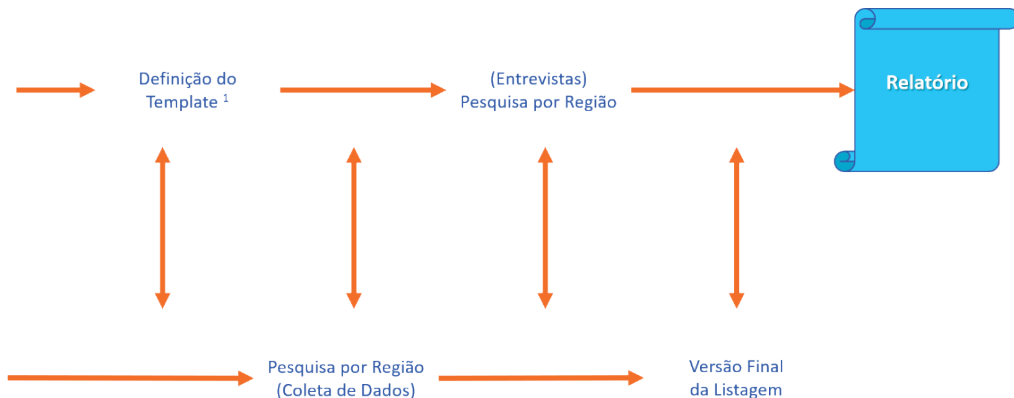 Definição do
Template ¹
(Entrevistas)
Pesquisa por Região
Relatório
Pesquisa por Região
(Coleta de Dados)
Versão Final
da Listagem